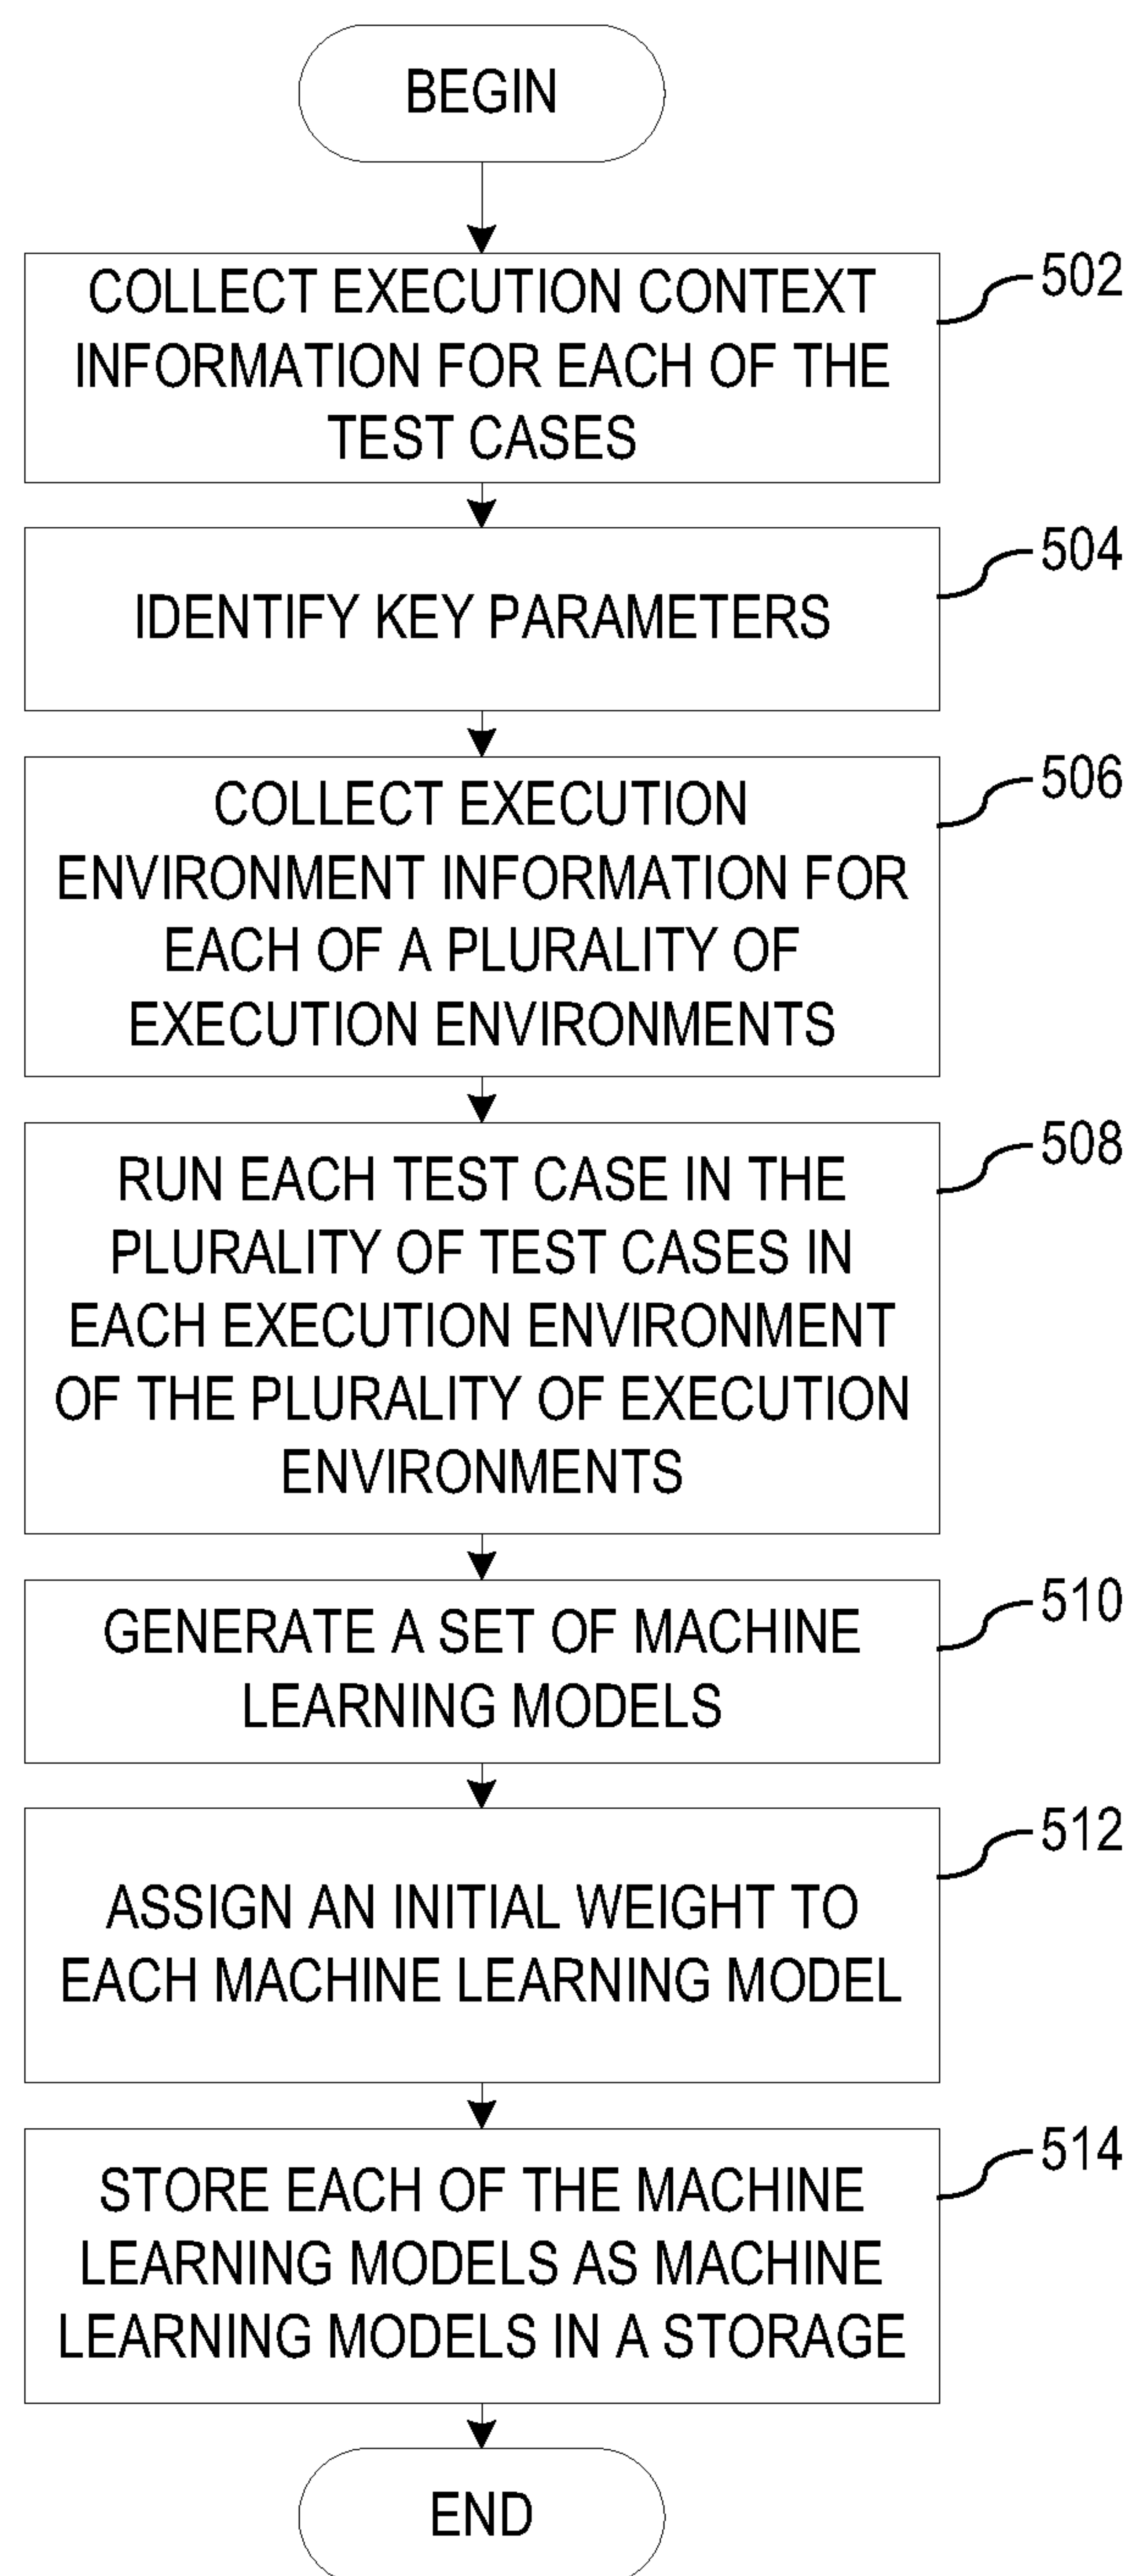 BEGIN
COLLECT EXECUTION CONTEXT
INFORMATION FOR EACH OF THE
TEST CASES
502
IDENTIFY KEY PARAMETERS
504
COLLECT EXECUTION
ENVIRONMENT INFORMATION FOR
EACH OF A PLURALITY OF
EXECUTION ENVIRONMENTS
506
RUN EACH TEST CASE IN THE
PLURALITY OF TEST CASES IN
EACH EXECUTION ENVIRONMENT
OF THE PLURALITY OF EXECUTION
ENVIRONMENTS
508
GENERATE A SET OF MACHINE
LEARNING MODELS
510
ASSIGN AN INITIAL WEIGHT TO
EACH MACHINE LEARNING MODEL
512
STORE EACH OF THE MACHINE
LEARNING MODELS AS MACHINE
LEARNING MODELS IN A STORAGE
514
END